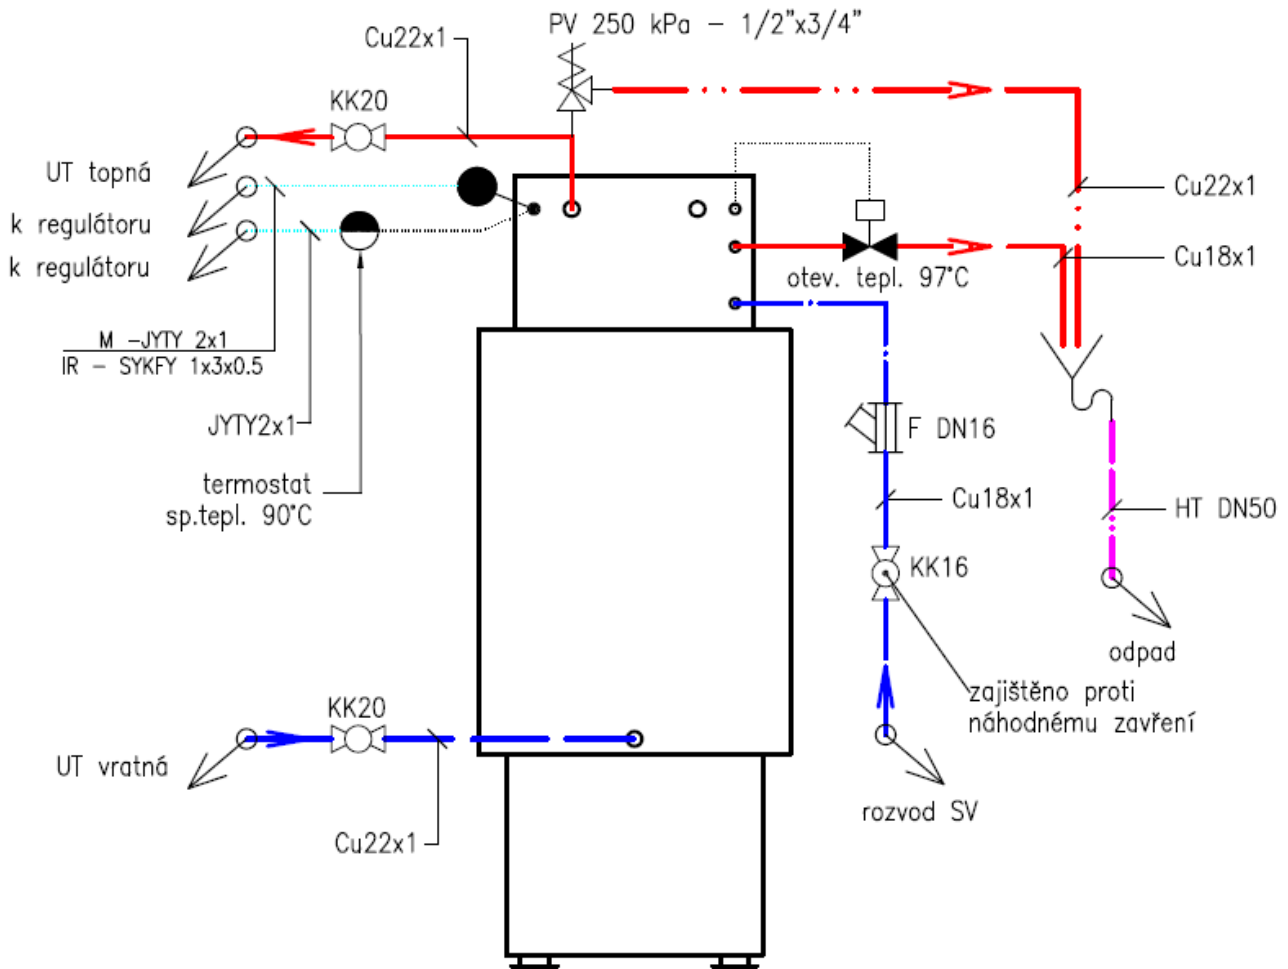 PV 250 kPa - 1/2"x3/4"
Cu22x1
KK20
UT topná
k regulátoru
k regulátoru
Cu22x1
Cu18x1
otev. tepl. 97°C
M -JYTY 2x1
IR - SYKFY 1x3x0.5
JYTY2x1
F DN16
termostat
sp.tepl. 90°C
Cu18x1
HT DN50
KK16
odpad
zajištěno proti
náhodnému zavření
KK20
UT vratná
rozvod SV
Cu22x1